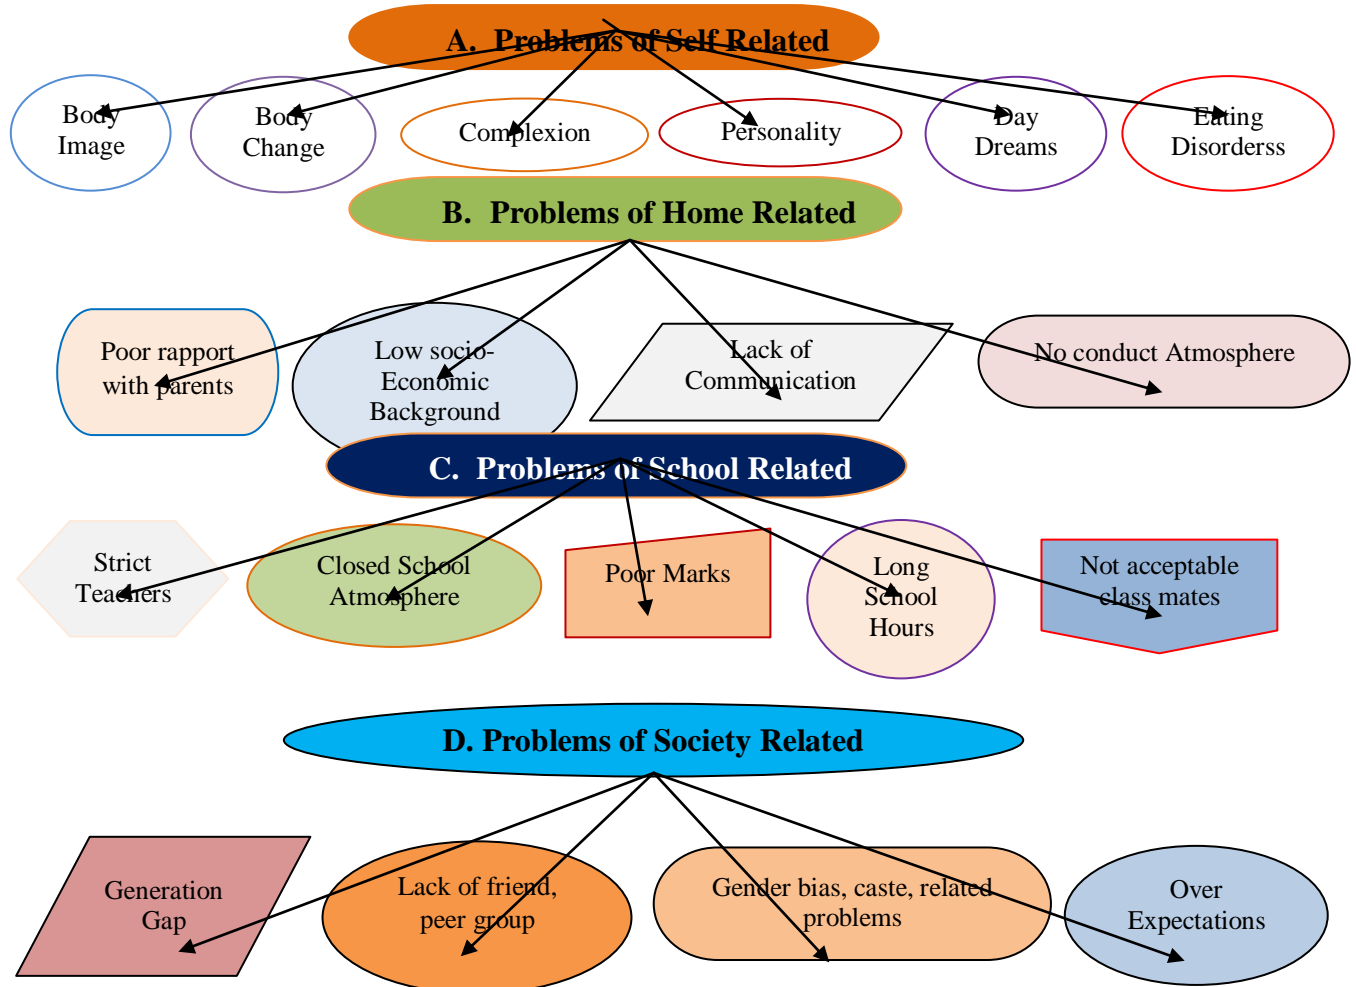 A. Problems of Self Related
Body
Image
Body
Change
Complexion
Personality
Day
Dreams
Eating
Disorderss
B. Problems of Home Related
Poor rapport
with parents
Low socio-
Economic
Background
Lack of
Communication
No conduct Atmosphere
C. Problems of School Related
Strict
Teachers
Closed School
Atmosphere
Poor Marks
Long
School
Hours
Not acceptable
class mates
D. Problems of Society Related
Generation
Gap
Lack of friend,
peer group
Gender bias, caste, related
problems
Over
Expectations